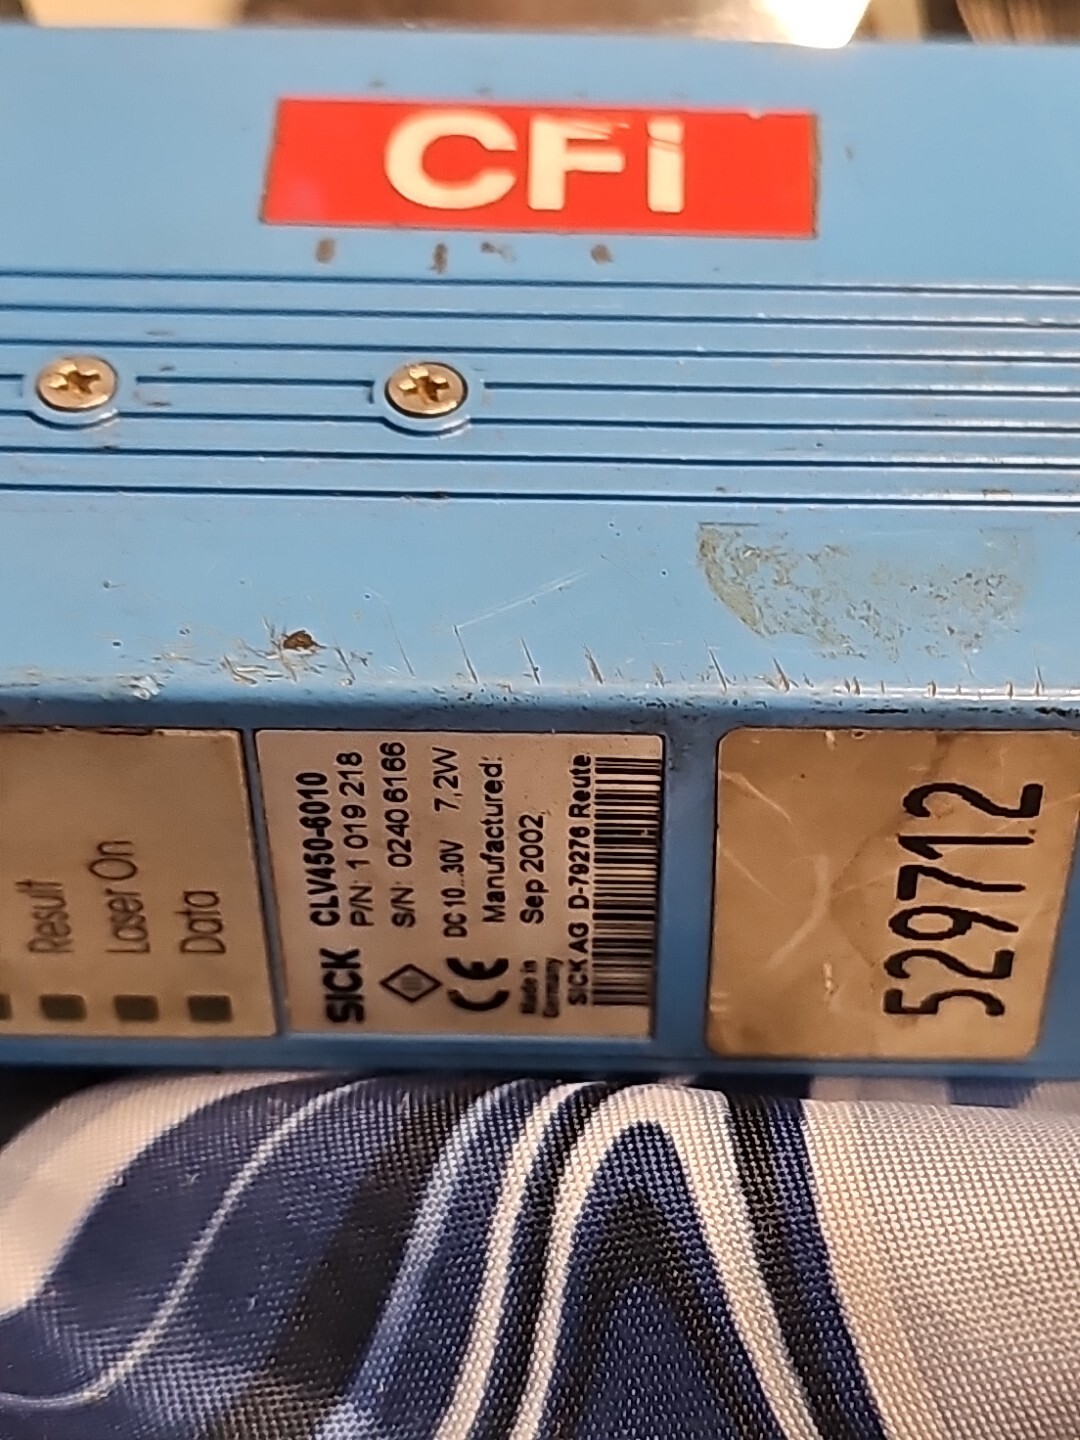 CFi
Result
Laser On
Data
SICK CLV450-6010
P/N: 1 019 218
S/N: 0240 6166
DC 10...30V 7,2W
CE Manufactured:
Made in Germany Sep 2002
SICK AG D-79276 Reute
529712